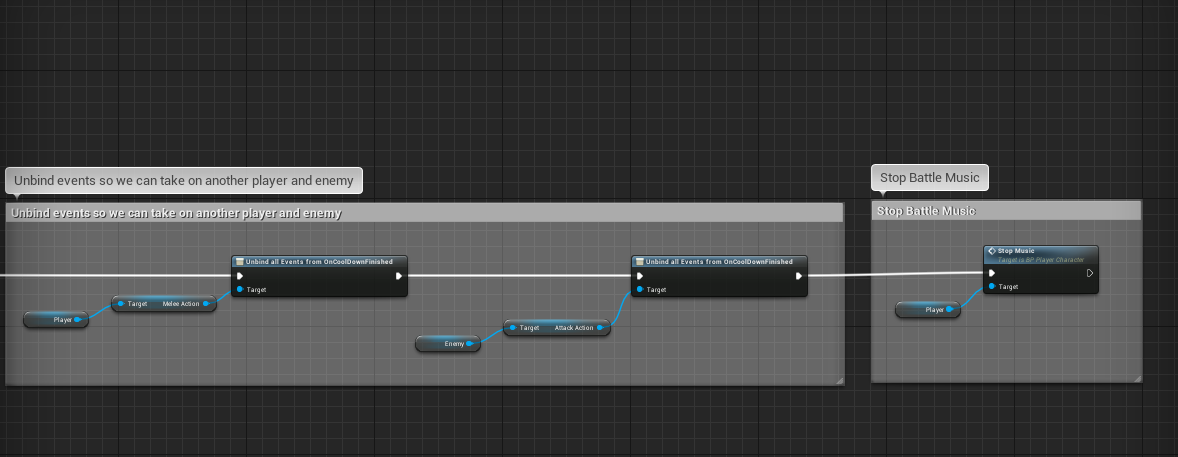 Unbind events so we can take on another player and enemy
Stop Battle Music
Unbind events so we can take on another player and enemy
Stop Battle Music
Unbind all Events from OnCoolDownFinished
Target
Player
Target Melee Action
Unbind all Events from OnCoolDownFinished
Target
Enemy
Target Attack Action
Stop Music
Target is BP Player Character
Target
Player